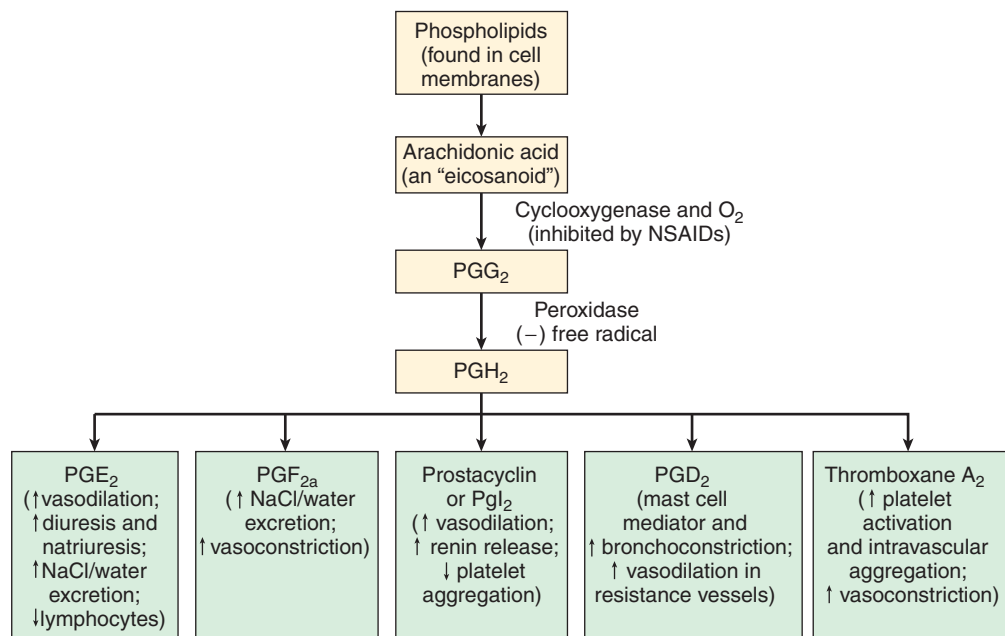 Phospholipids
(found in cell
membranes)
Arachidonic acid
(an “eicosanoid”)
Cyclooxygenase and O₂
(inhibited by NSAIDs)
PGG₂
Peroxidase
(−) free radical
PGH₂
PGE₂
(↑vasodilation;
↑diuresis and
natriuresis;
↑NaCl/water
excretion;
↓lymphocytes)
PGF₂a
(↑ NaCl/water
excretion;
↑vasoconstriction)
Prostacyclin
or PgI₂
(↑ vasodilation;
↑ renin release;
↓ platelet
aggregation)
PGD₂
(mast cell
mediator and
↑ bronchoconstriction;
↑ vasodilation in
resistance vessels)
Thromboxane A₂
(↑ platelet
activation
and intravascular
aggregation;
↑ vasoconstriction)